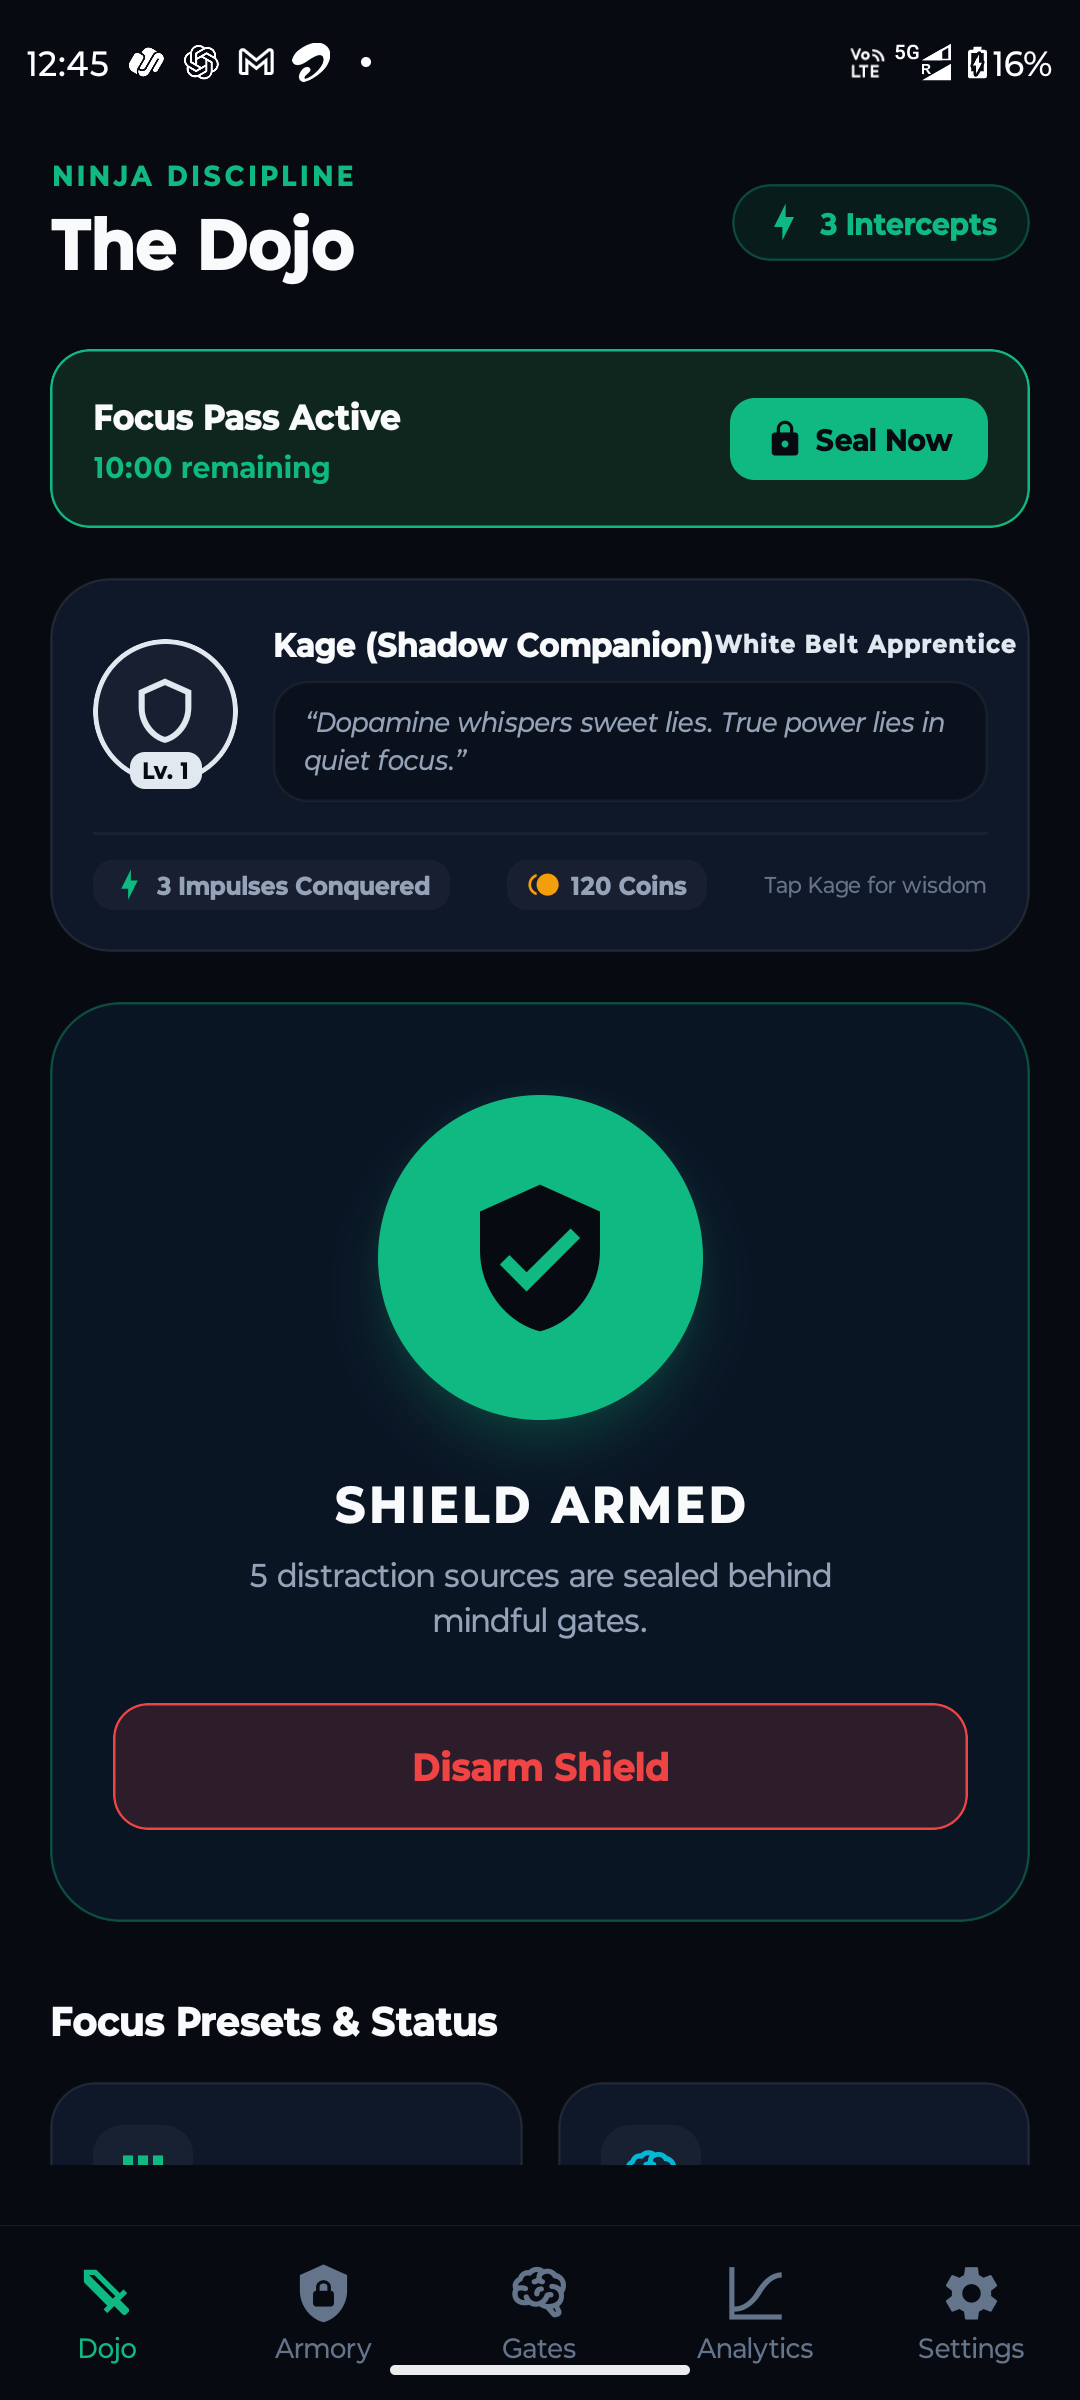 12:45
Vo LTE 5G R 16%
NINJA DISCIPLINE
The Dojo
3 Intercepts
Focus Pass Active
10:00 remaining
Seal Now
Kage (Shadow Companion)
White Belt Apprentice
“Dopamine whispers sweet lies. True power lies in
quiet focus.”
Lv. 1
3 Impulses Conquered
120 Coins
Tap Kage for wisdom
SHIELD ARMED
5 distraction sources are sealed behind
mindful gates.
Disarm Shield
Focus Presets & Status
Dojo
Armory
Gates
Analytics
Settings